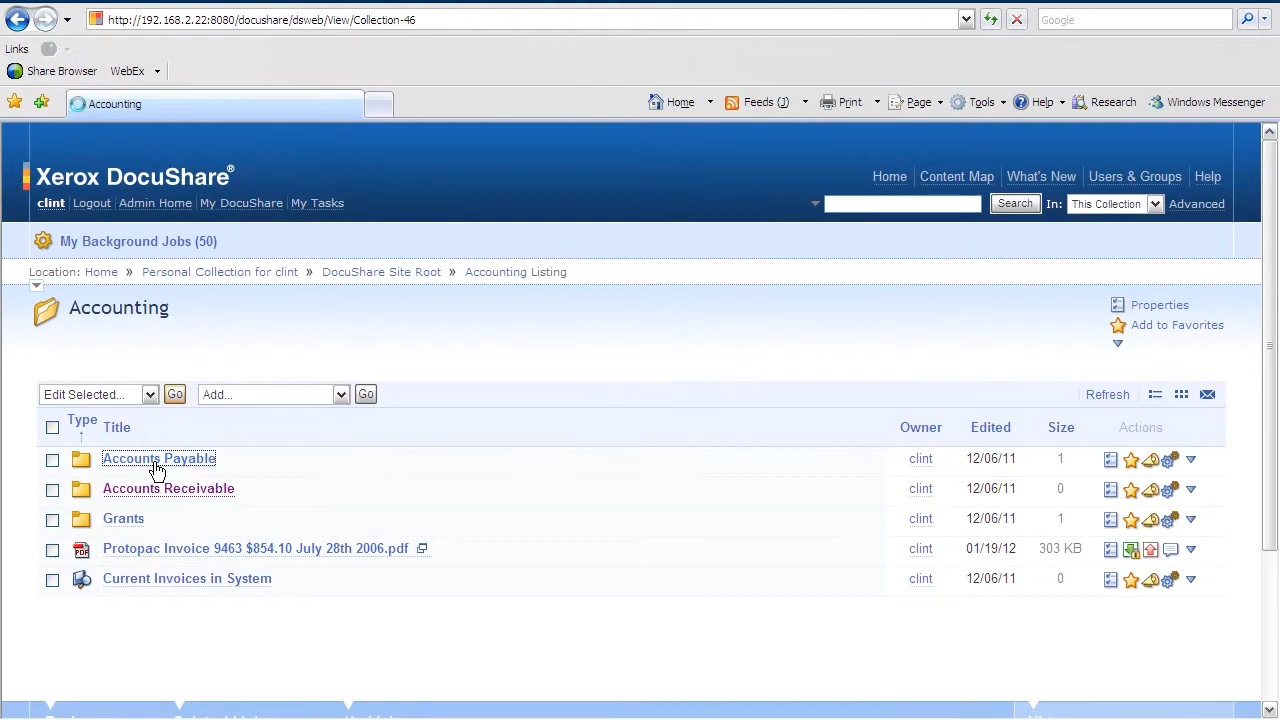 http://192.168.2.22:8080/docushare/dsweb/View/Collection-46
Google
Links
Share Browser WebEx
Accounting
Home Feeds (J) Print Page Tools Help Research Windows Messenger
Xerox DocuShare®
Home Content Map What's New Users & Groups Help
clint Logout Admin Home My DocuShare My Tasks
Search In: This Collection Advanced
My Background Jobs (50)
Location: Home » Personal Collection for clint » DocuShare Site Root » Accounting Listing
Accounting
Properties
Add to Favorites
Edit Selected... Go Add... Go Refresh
Type Title Owner Edited Size Actions
Accounts Payable clint 12/06/11 1
Accounts Receivable clint 12/06/11 0
Grants clint 12/06/11 1
PDF Protopac Invoice 9463 $854.10 July 28th 2006.pdf clint 01/19/12 303 KB
Current Invoices in System clint 12/06/11 0